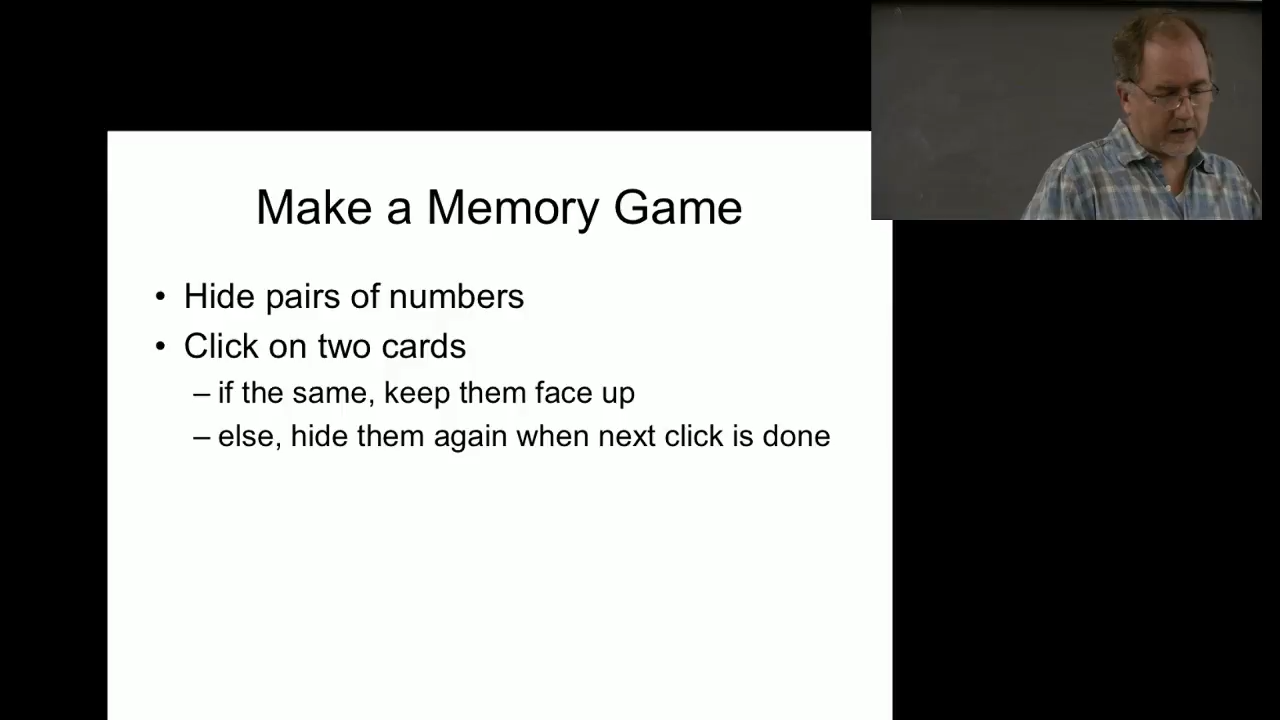 Make a Memory Game
• Hide pairs of numbers
• Click on two cards
– if the same, keep them face up
– else, hide them again when next click is done